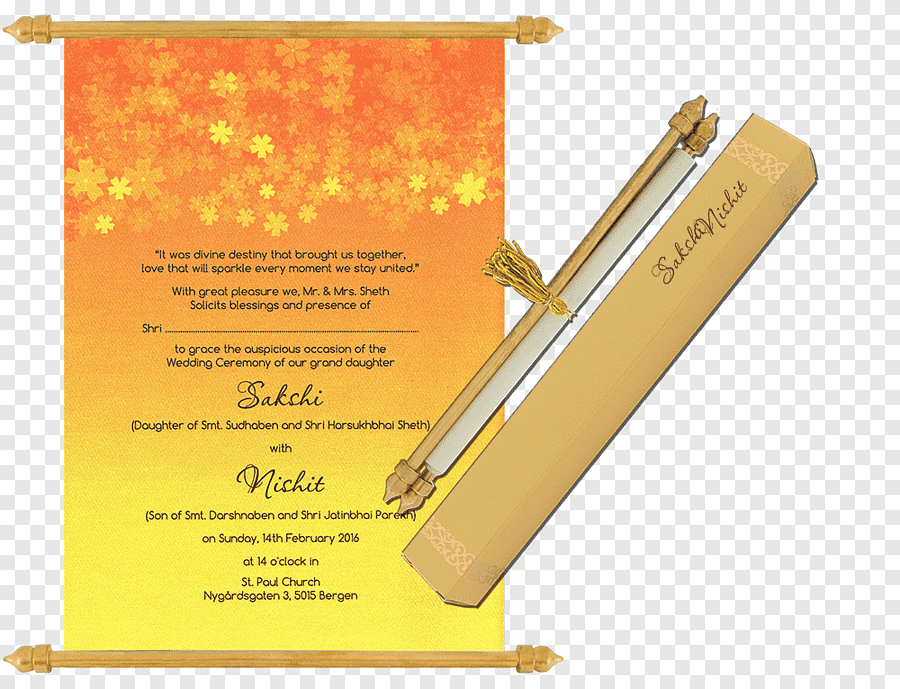 “It was divine destiny that brought us together,
love that will sparkle every moment we stay united.”
With great pleasure we, Mr. & Mrs. Sheth
Solicits blessings and presence of
Shri ............................................................
to grace the auspicious occasion of the
Wedding Ceremony of our grand daughter
Sakshi
(Daughter of Smt. Sudhaben and Shri Harsukhbhai Sheth)
with
Nishit
(Son of Smt. Darshnaben and Shri Jatinbhai Parekh)
on Sunday, 14th February 2016
at 14 o'clock in
St. Paul Church
Nygårdsgaten 3, 5015 Bergen
Sakshi Nishit